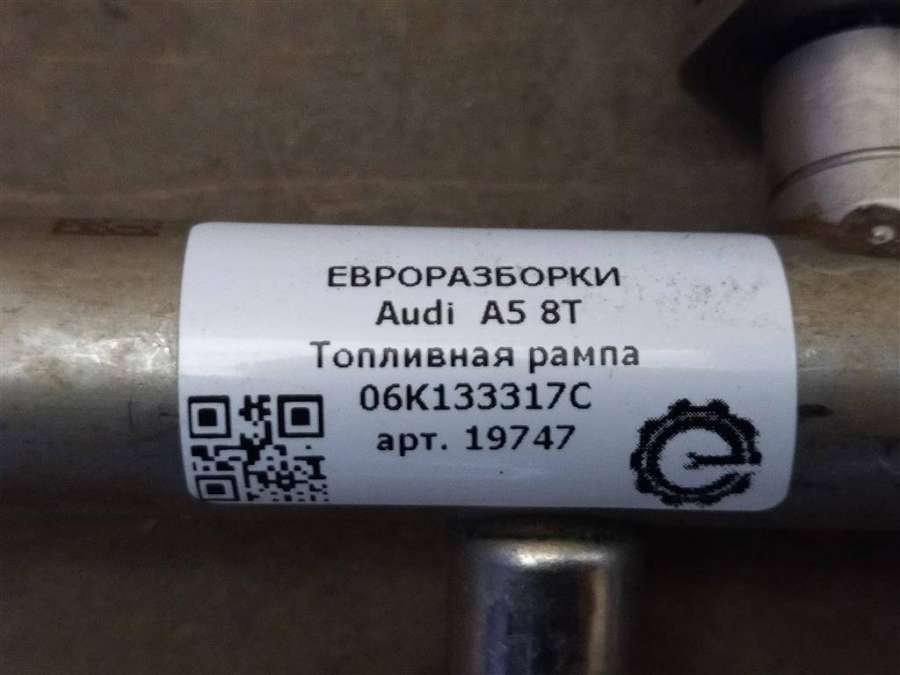 ЕВРОРАЗБОРКИ
Audi A5 8T
Топливная рампа
06K133317C
арт. 19747